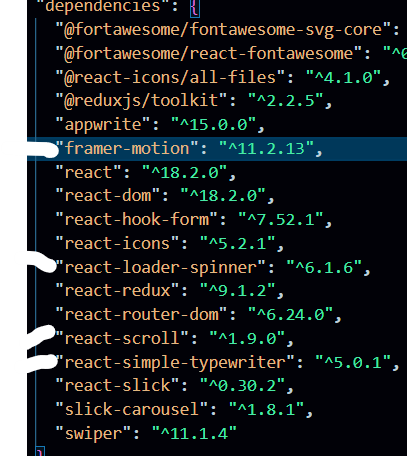 "dependencies": {
"@fortawesome/fontawesome-svg-core":
"@fortawesome/react-fontawesome": "^0
"@react-icons/all-files": "^4.1.0",
"@reduxjs/toolkit": "^2.2.5",
"appwrite": "^15.0.0",
"framer-motion": "^11.2.13",
"react": "^18.2.0",
"react-dom": "^18.2.0",
"react-hook-form": "^7.52.1",
"react-icons": "^5.2.1",
"react-loader-spinner": "^6.1.6",
"react-redux": "^9.1.2",
"react-router-dom": "^6.24.0",
"react-scroll": "^1.9.0",
"react-simple-typewriter": "^5.0.1",
"react-slick": "^0.30.2",
"slick-carousel": "^1.8.1",
"swiper": "^11.1.4"
}